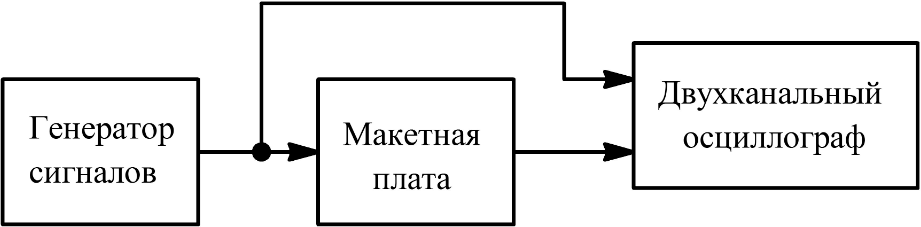 Генератор
сигналов
Макетная
плата
Двухканальный
осциллограф